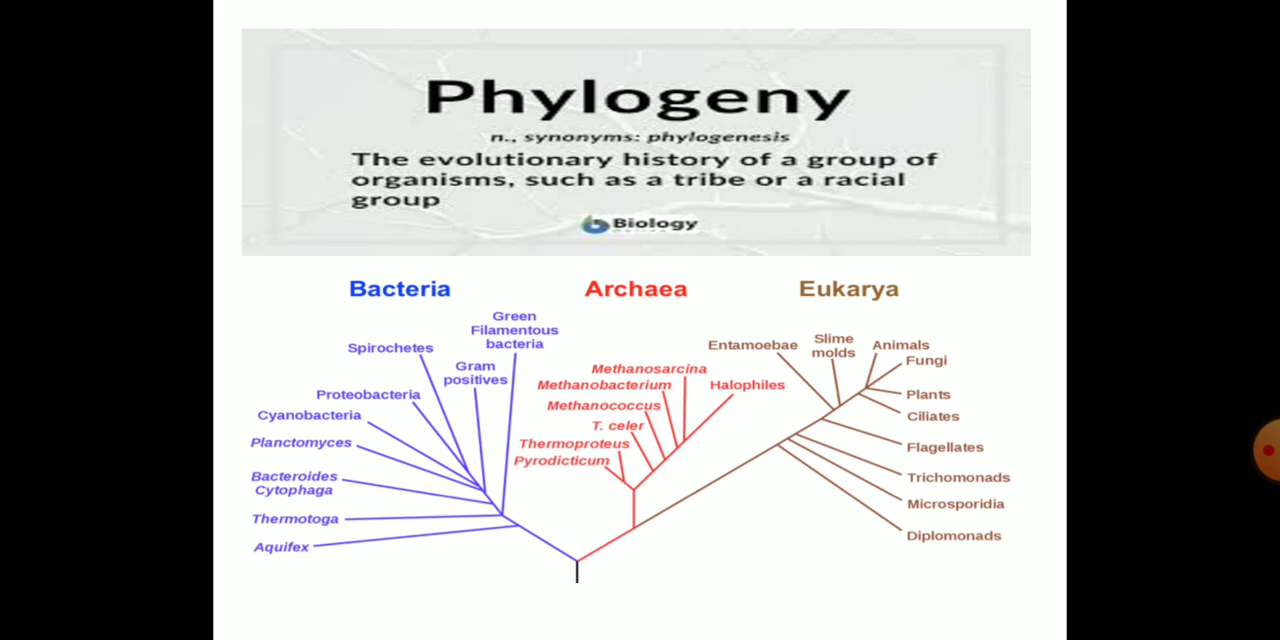 Phylogeny
n., synonyms: phylogenesis
The evolutionary history of a group of
organisms, such as a tribe or a racial
group
Biology
Bacteria
Archaea
Eukarya
Green
Filamentous
bacteria
Spirochetes
Gram
positives
Proteobacteria
Cyanobacteria
Planctomyces
Bacteroides
Cytophaga
Thermotoga
Aquifex
Methanosarcina
Methanobacterium
Halophiles
Methanococcus
T. celer
Thermoproteus
Pyrodicticum
Entamoebae
Slime
molds
Animals
Fungi
Plants
Ciliates
Flagellates
Trichomonads
Microsporidia
Diplomonads